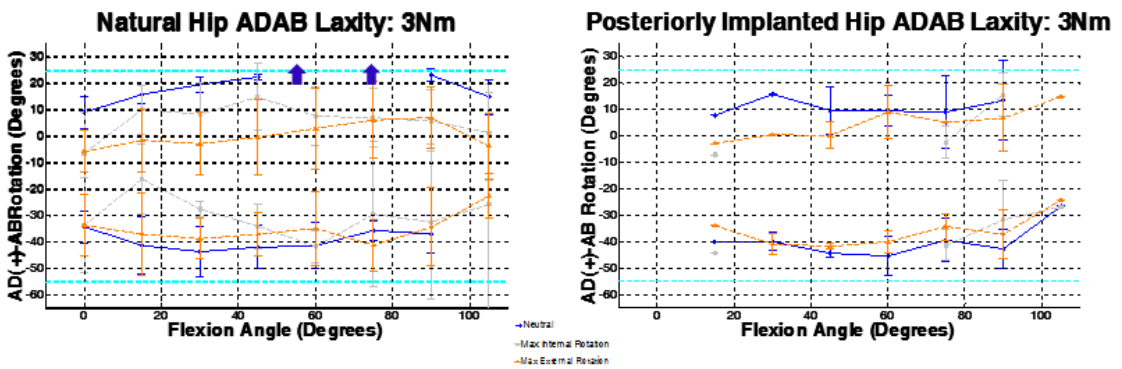 Natural Hip ADAB Laxity: 3Nm
Posteriorly Implanted Hip ADAB Laxity: 3Nm
AD(+)-ABRotation (Degrees)
30
20
10
0
-10
-20
-30
-40
-50
-60
0 20 40 60 80 100
Flexion Angle (Degrees)
AD(+)-AB Rotation (Degrees)
30
20
10
0
-10
-20
-30
-40
-50
-60
0 20 40 60 80 100
Flexion Angle (Degrees)
Neutral
Max Internal Rotation
Max External Rotation